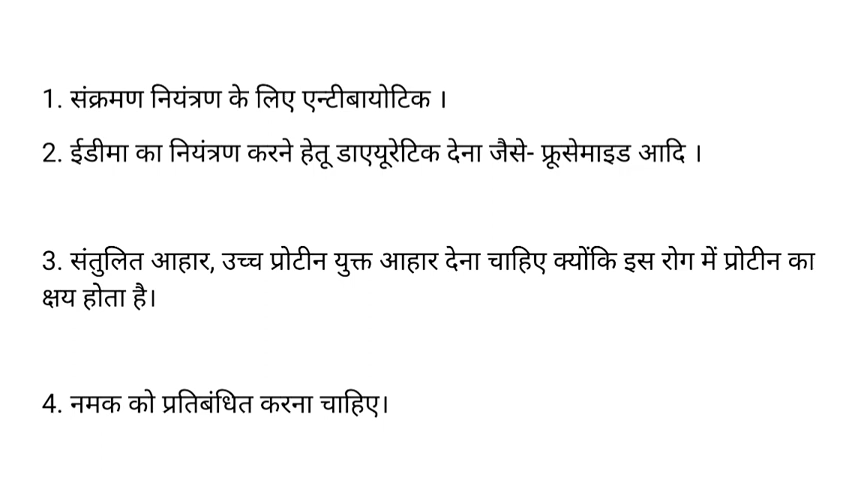 1. संक्रमण नियंत्रण के लिए एन्टीबायोटिक ।
2. ईडीमा का नियंत्रण करने हेतू डाएयूरेटिक देना जैसे- फ्रूसेमाइड आदि ।
3. संतुलित आहार, उच्च प्रोटीन युक्त आहार देना चाहिए क्योंकि इस रोग में प्रोटीन का
क्षय होता है।
4. नमक को प्रतिबंधित करना चाहिए।